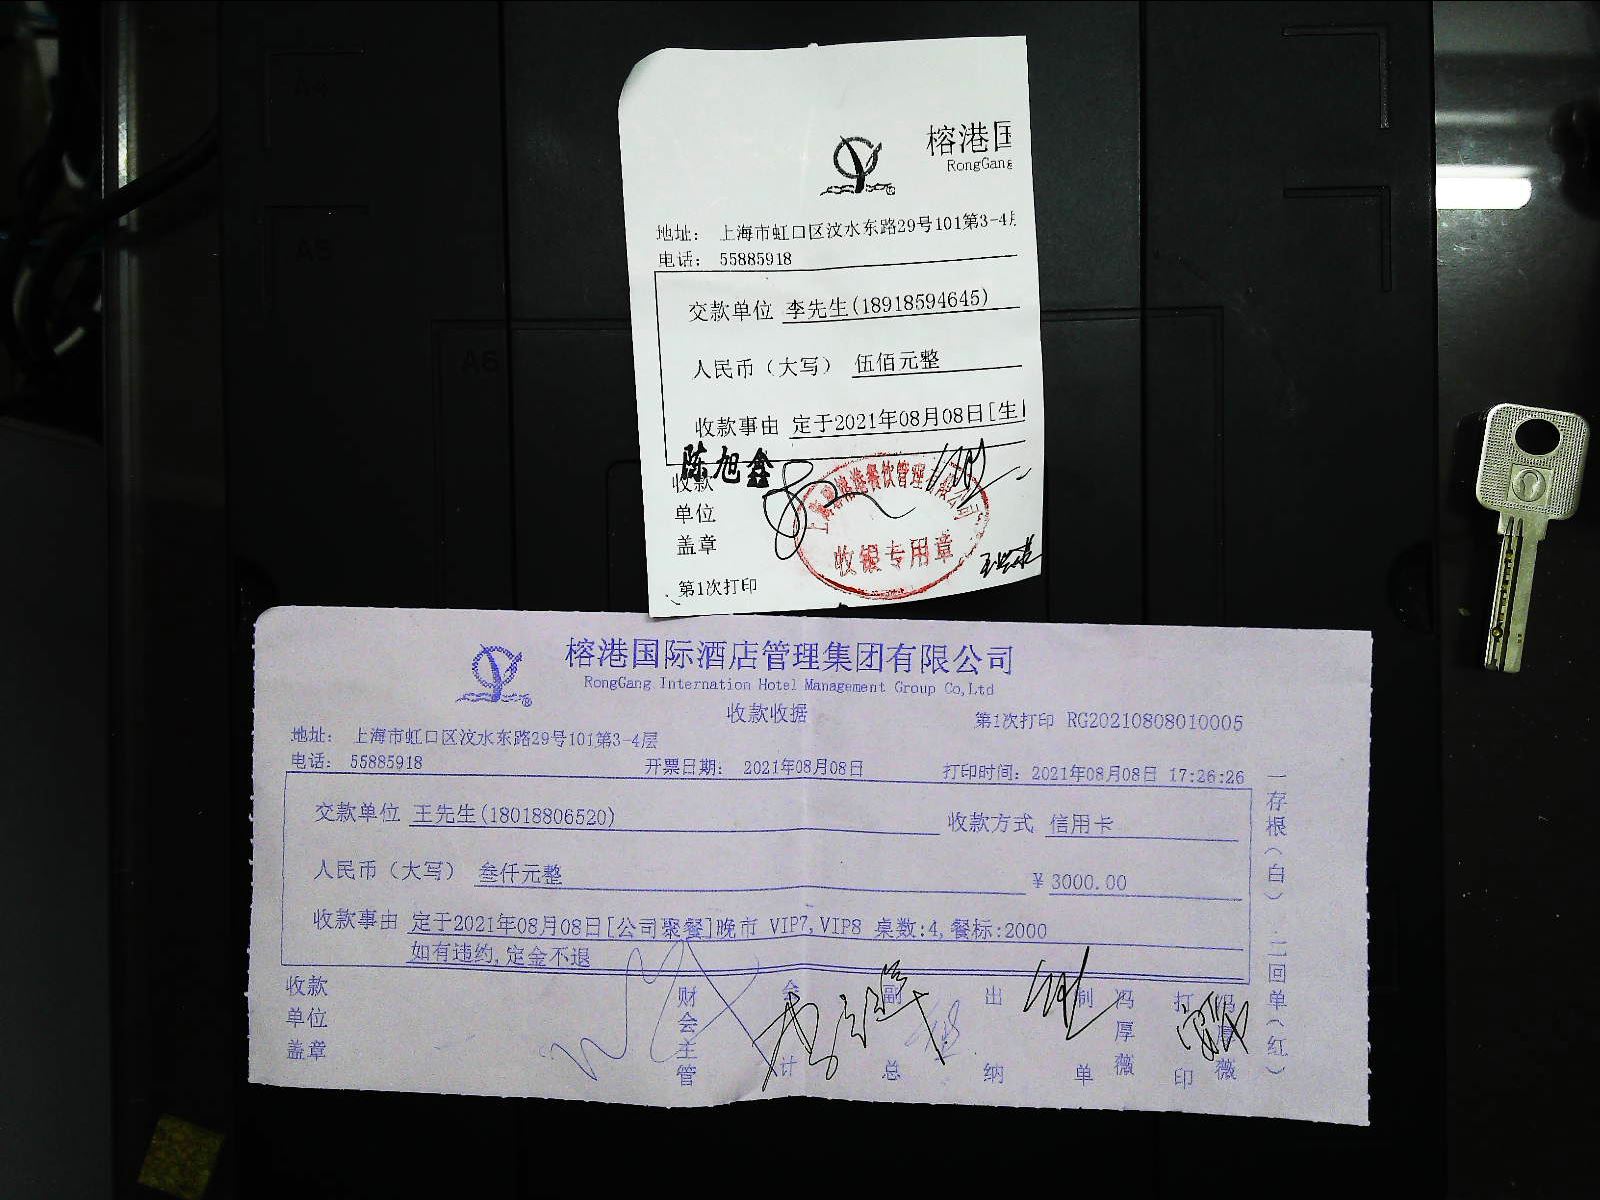 A4
A5
A6
榕港国
RongGang
地址： 上海市虹口区汶水东路29号101第3-4
电话： 55885918
交款单位 李先生(18918594645)
人民币（大写） 伍佰元整
收款事由 定于2021年08月08日[生
陈旭鑫
收款
单位
盖章
餐饮管理有限公司
收银专用章
第1次打印
榕港国际酒店管理集团有限公司
RongGang Internation Hotel Management Group Co,Ltd
收款收据
第1次打印 RG20210808010005
地址： 上海市虹口区汶水东路29号101第3-4层
电话： 55885918 开票日期： 2021年08月08日 打印时间：2021年08月08日 17:26:26
交款单位 王先生(18018806520) 收款方式 信用卡
人民币（大写） 叁仟元整 ¥3000.00
收款事由 定于2021年08月08日[公司聚餐]晚市 VIP7,VIP8 桌数:4,餐标:2000
如有违约,定金不退
收款单位盖章 财会主管 会计 副总 出纳 制单 冯厚薇 打印 冯厚薇
一存根（白）.二回单（红）